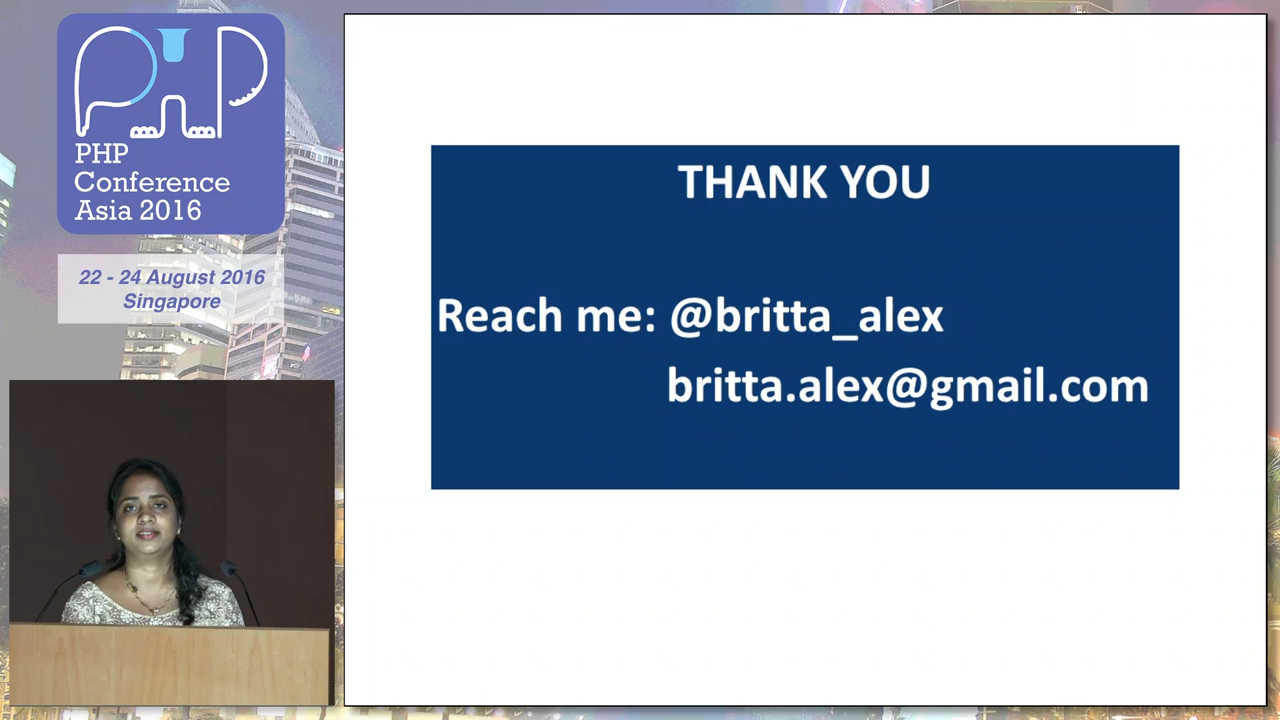 PHP
PHP
Conference
Asia 2016
22 - 24 August 2016
Singapore
THANK YOU
Reach me: @britta_alex
britta.alex@gmail.com